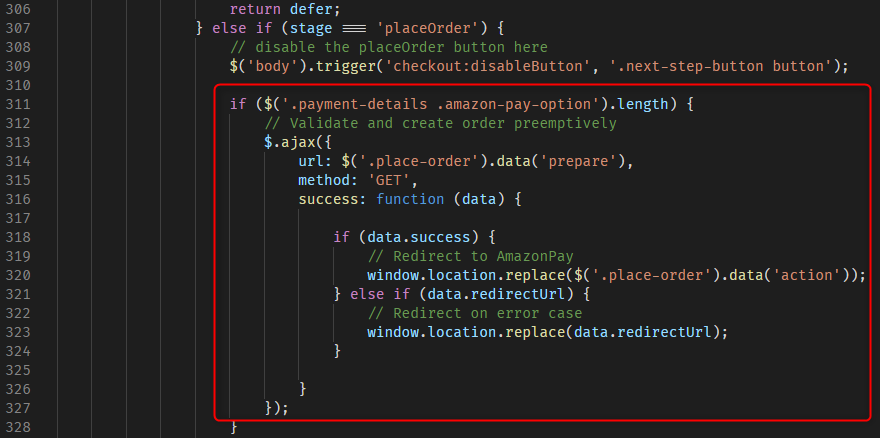 306 return defer;
307 } else if (stage === 'placeOrder') {
308 // disable the placeOrder button here
309 $('body').trigger('checkout:disableButton', '.next-step-button button');
310
311 if ($('.payment-details .amazon-pay-option').length) {
312 // Validate and create order preemptively
313 $.ajax({
314 url: $('.place-order').data('prepare'),
315 method: 'GET',
316 success: function (data) {
317
318 if (data.success) {
319 // Redirect to AmazonPay
320 window.location.replace($('.place-order').data('action'));
321 } else if (data.redirectUrl) {
322 // Redirect on error case
323 window.location.replace(data.redirectUrl);
324 }
325
326 }
327 });
328 }